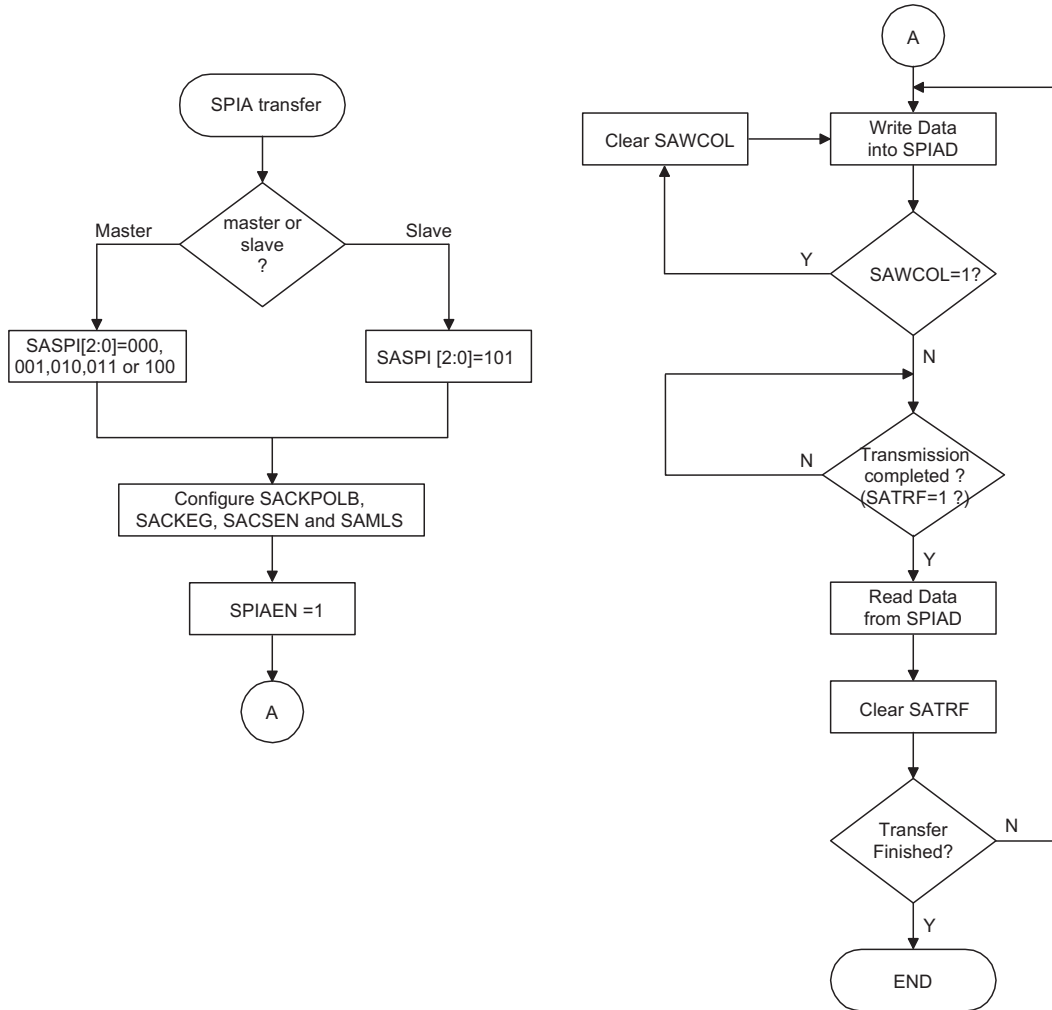 SPIA transfer
master or
slave
?
Master
Slave
SASPI[2:0]=000,
001,010,011 or 100
SASPI [2:0]=101
Configure SACKPOLB,
SACKEG, SACSEN and SAMLS
SPIAEN =1
A
A
Clear SAWCOL
Write Data
into SPIAD
Y
SAWCOL=1?
N
N
Transmission
completed ?
(SATRF=1 ?)
Y
Read Data
from SPIAD
Clear SATRF
Transfer
Finished?
N
Y
END